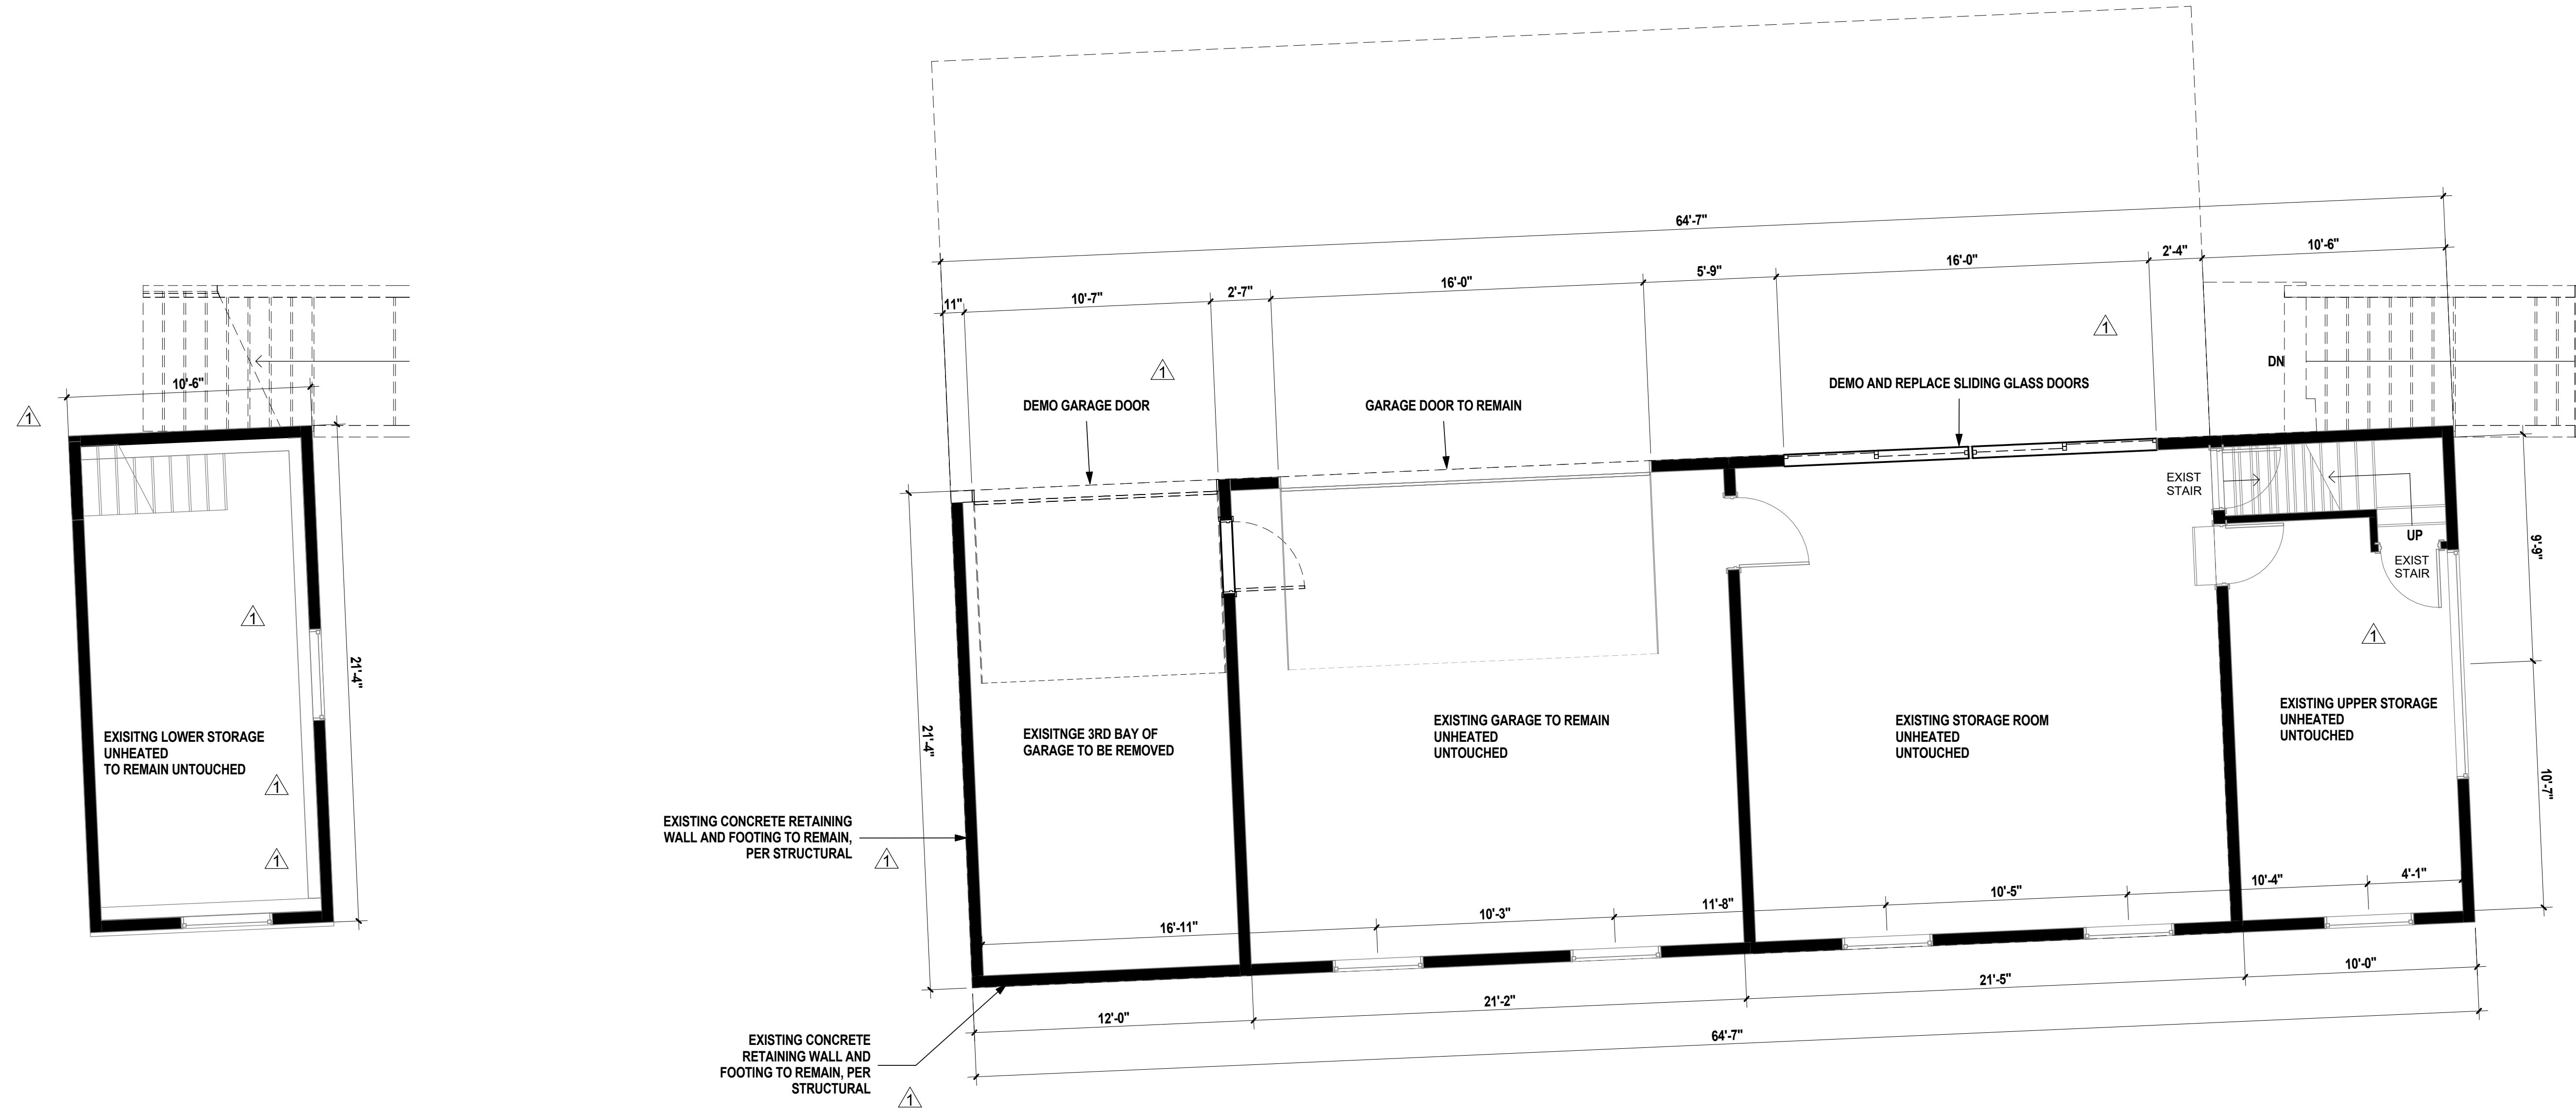 64'-7"
10'-6"
2'-4"
16'-0"
5'-9"
16'-0"
2'-7"
10'-7"
11"
1
1
DN
DEMO AND REPLACE SLIDING GLASS DOORS
10'-6"
1
DEMO GARAGE DOOR
GARAGE DOOR TO REMAIN
EXIST
STAIR
UP
EXIST
STAIR
9'-9"
1
1
21'-4"
EXISITNG LOWER STORAGE
UNHEATED
TO REMAIN UNTOUCHED
1
1
21'-4"
EXISITNGE 3RD BAY OF
GARAGE TO BE REMOVED
EXISTING GARAGE TO REMAIN
UNHEATED
UNTOUCHED
EXISTING STORAGE ROOM
UNHEATED
UNTOUCHED
EXISTING UPPER STORAGE
UNHEATED
UNTOUCHED
10'-7"
EXISTING CONCRETE RETAINING
WALL AND FOOTING TO REMAIN,
PER STRUCTURAL
1
16'-11"
10'-3"
11'-8"
10'-5"
10'-4"
4'-1"
12'-0"
21'-2"
21'-5"
10'-0"
64'-7"
EXISTING CONCRETE
RETAINING WALL AND
FOOTING TO REMAIN, PER
STRUCTURAL
1